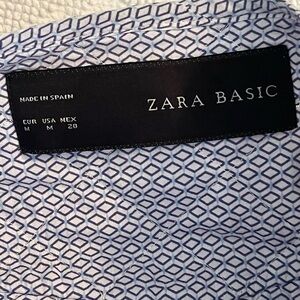 MADE IN SPAIN
ZARA BASIC
EUR USA MEX
M M 28